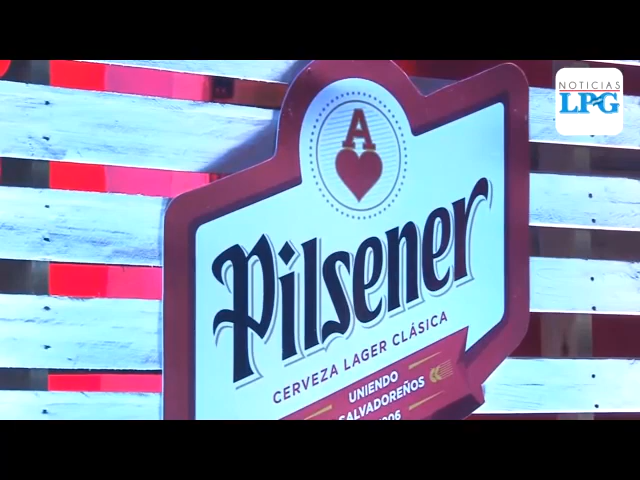 NOTICIAS
LPG
A
Pilsener
CERVEZA LAGER CLÁSICA
UNIENDO
SALVADOREÑOS